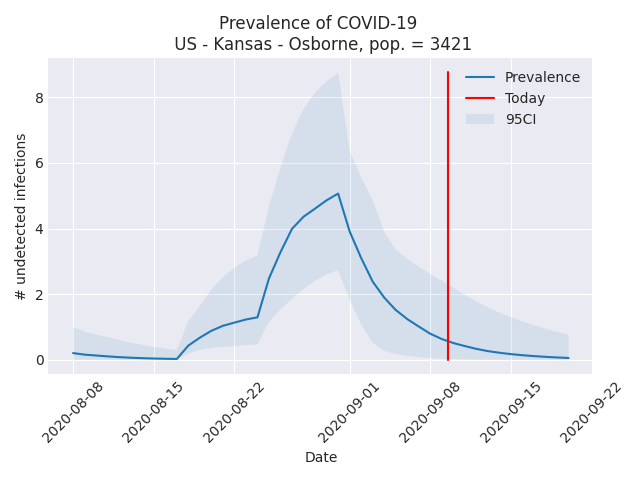 Prevalence of COVID-19
US - Kansas - Osborne, pop. = 3421
Prevalence
Today
95CI
8
6
4
2
0
# undetected infections
2020-08-08
2020-08-15
2020-08-22
2020-09-01
2020-09-08
2020-09-15
2020-09-22
Date